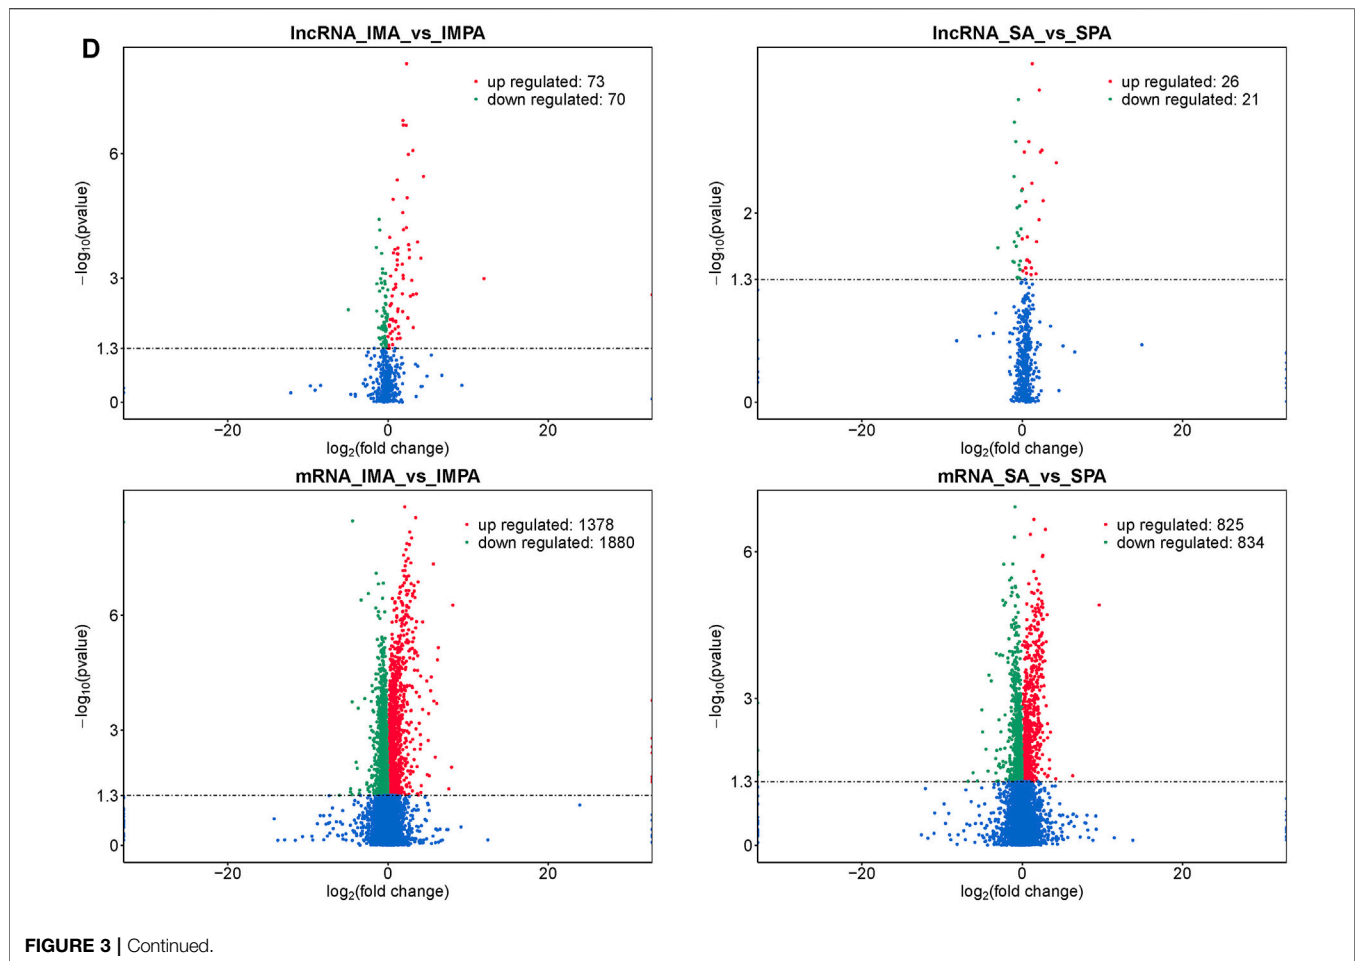 D
lncRNA_IMA_vs_IMPA
up regulated: 73
down regulated: 70
−log10(pvalue)
6
3
1.3
0
−20
0
20
log2(fold change)
lncRNA_SA_vs_SPA
up regulated: 26
down regulated: 21
−log10(pvalue)
2
1.3
0
−20
0
20
log2(fold change)
mRNA_IMA_vs_IMPA
up regulated: 1378
down regulated: 1880
−log10(pvalue)
6
3
1.3
0
−20
0
20
log2(fold change)
mRNA_SA_vs_SPA
up regulated: 825
down regulated: 834
−log10(pvalue)
6
3
1.3
0
−20
0
20
log2(fold change)
FIGURE 3 | Continued.